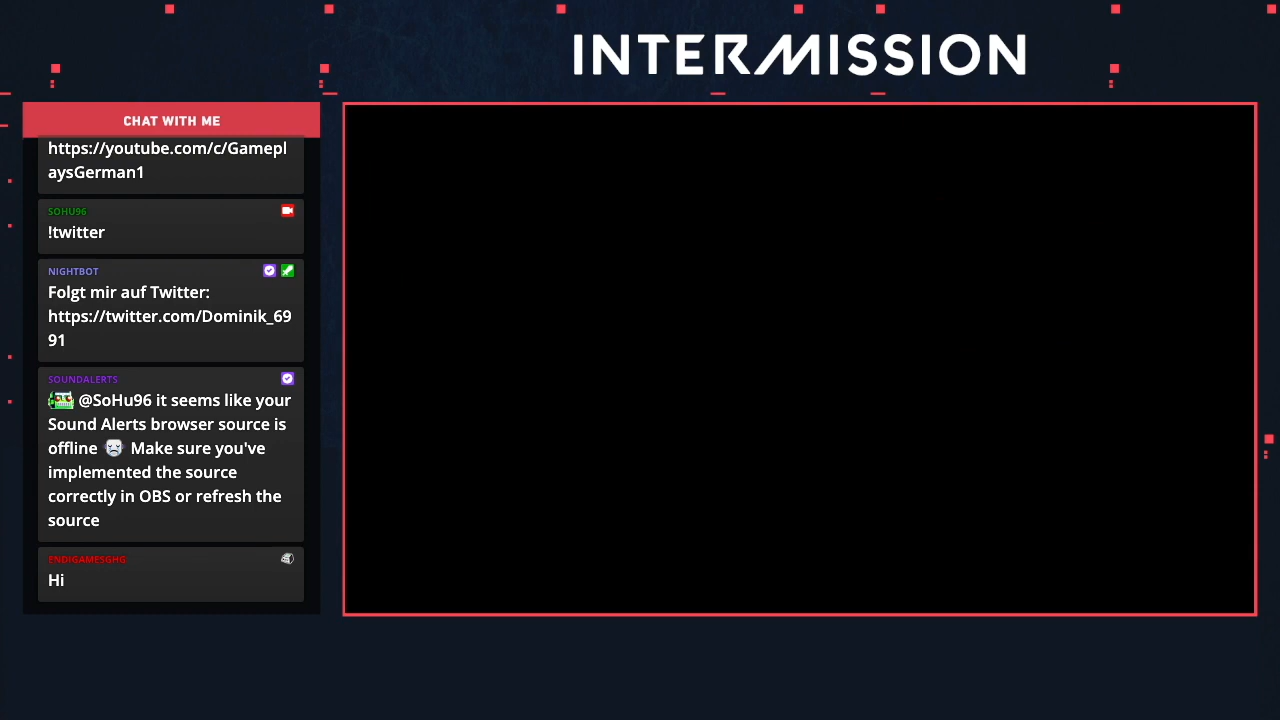 INTERMISSION
CHAT WITH ME
https://youtube.com/c/Gamepl
aysGerman1
SOHU96
!twitter
NIGHTBOT
Folgt mir auf Twitter:
https://twitter.com/Dominik_69
91
SOUNDALERTS
@SoHu96 it seems like your
Sound Alerts browser source is
offline Make sure you've
implemented the source
correctly in OBS or refresh the
source
ENDIGAMESGHG
Hi